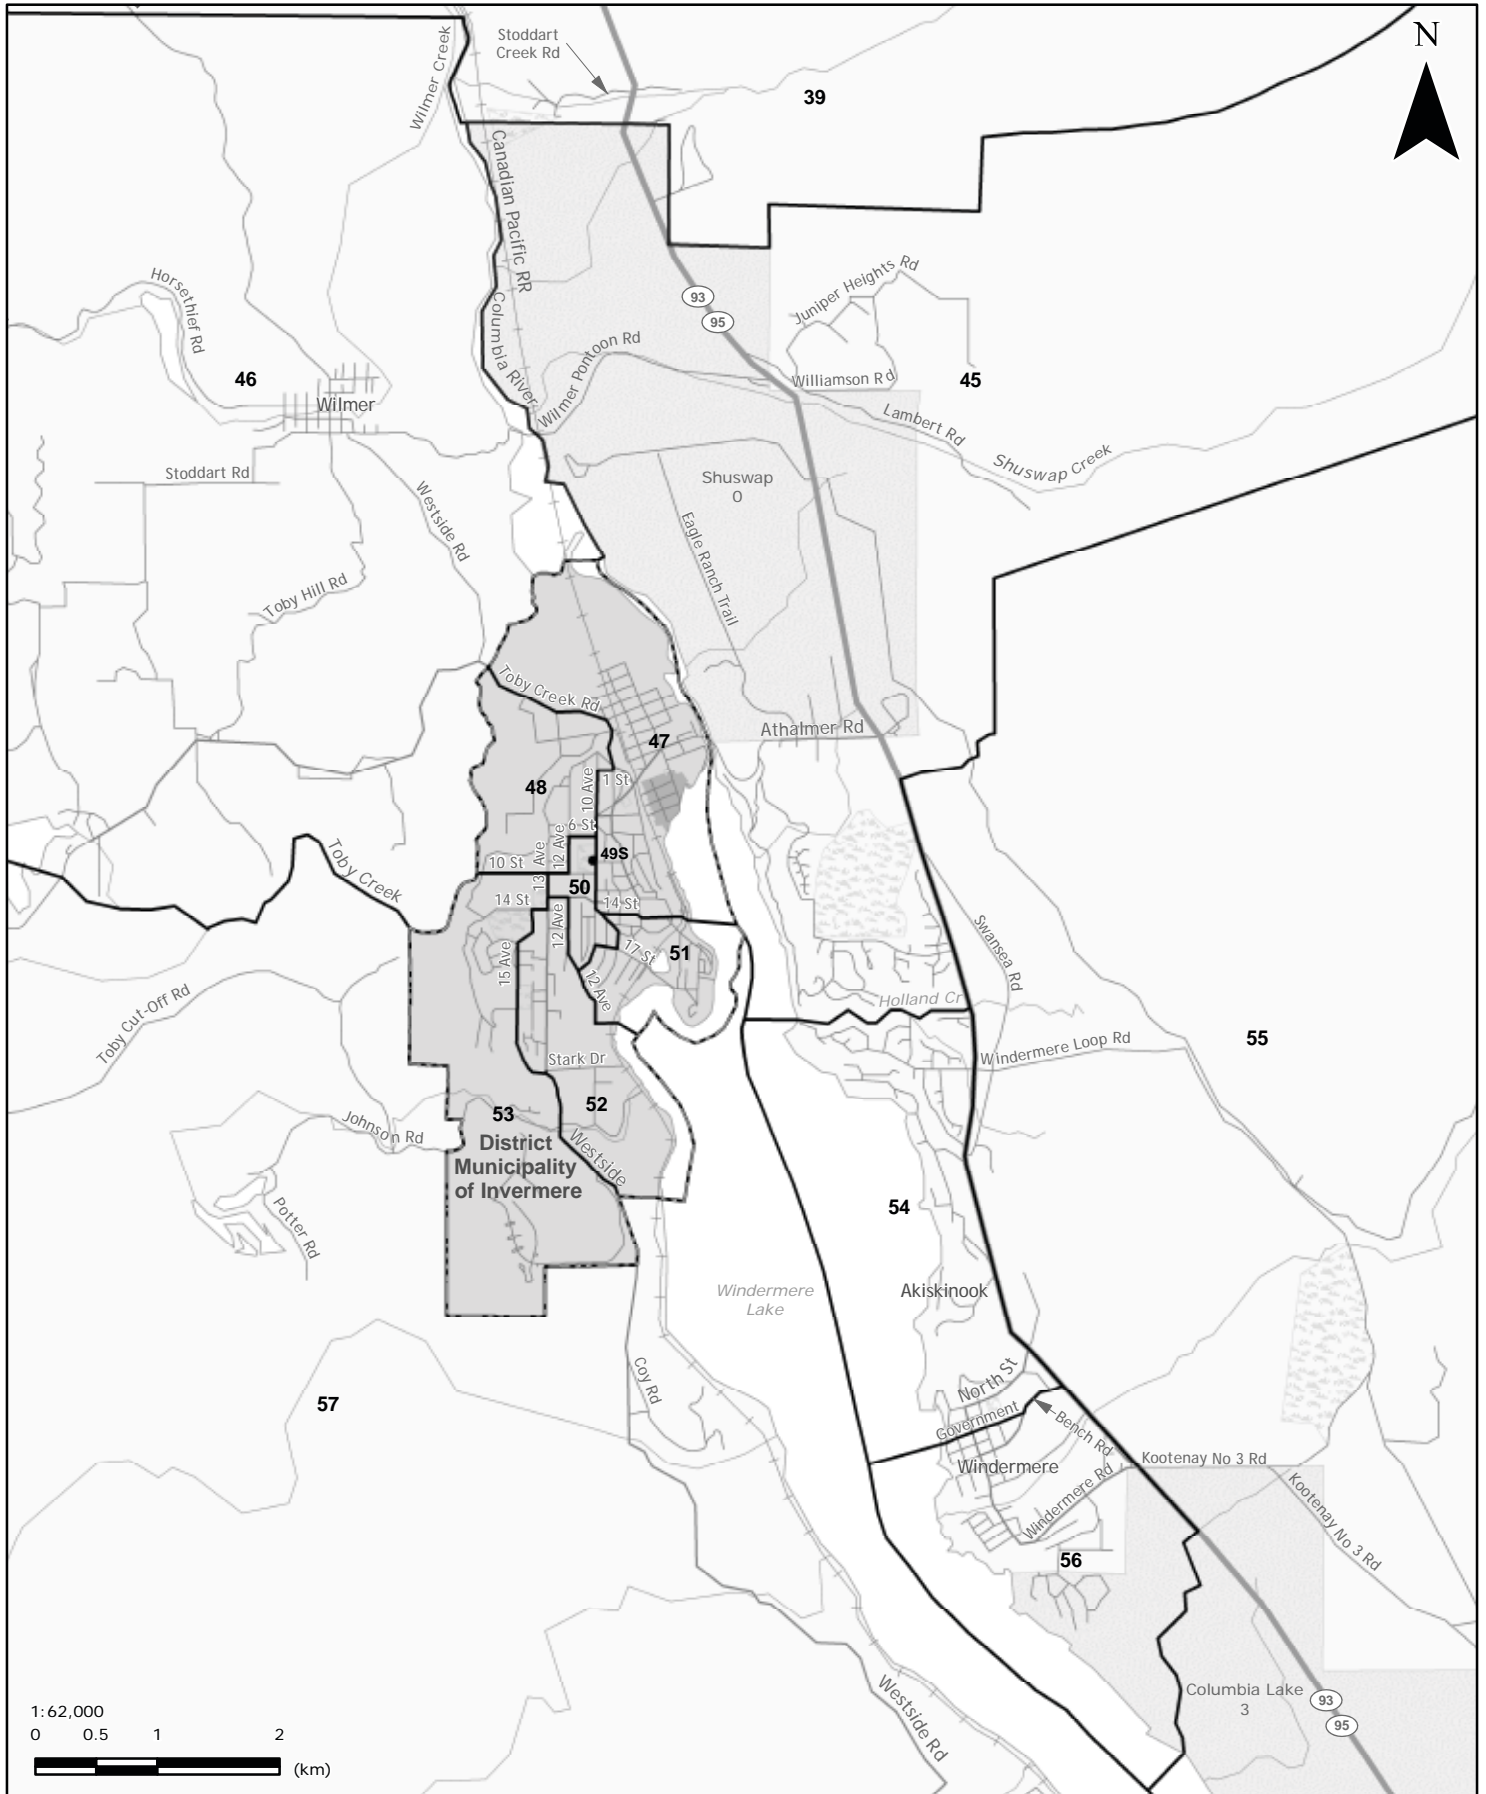 Stoddart
Creek Rd
N
Wilmer Creek
39
Canadian Pacific RR
Horsethief Rd
Juniper Heights Rd
93
95
Columbia River
Wilmer Pontoon Rd
46
Wilmer
Williamson Rd
45
Lambert Rd
Shuswap Creek
Stoddart Rd
Westside Rd
Shuswap
0
Eagle Ranch Trail
Toby Hill Rd
Toby Creek Rd
47
Athalmer Rd
48
10 Ave
1 St
6 St
12 Ave
13 Ave
49S
10 St
50
14 St
14 St
Toby Creek
12 Ave
15 Ave
17 St
51
12 Ave
Swansea Rd
Holland Cr
Toby Cut-Off Rd
55
Windermere Loop Rd
Stark Dr
52
53
Johnson Rd
District
Municipality
of Invermere
Westside
Potter Rd
54
Windermere
Lake
Akiskinook
57
Coy Rd
North St
Government
Bench Rd
Windermere
Kootenay No 3 Rd
Windermere Rd
Kootenay No 3 Rd
56
Columbia Lake
3
93
95
Westside Rd
1:62,000
0 0.5 1 2
(km)